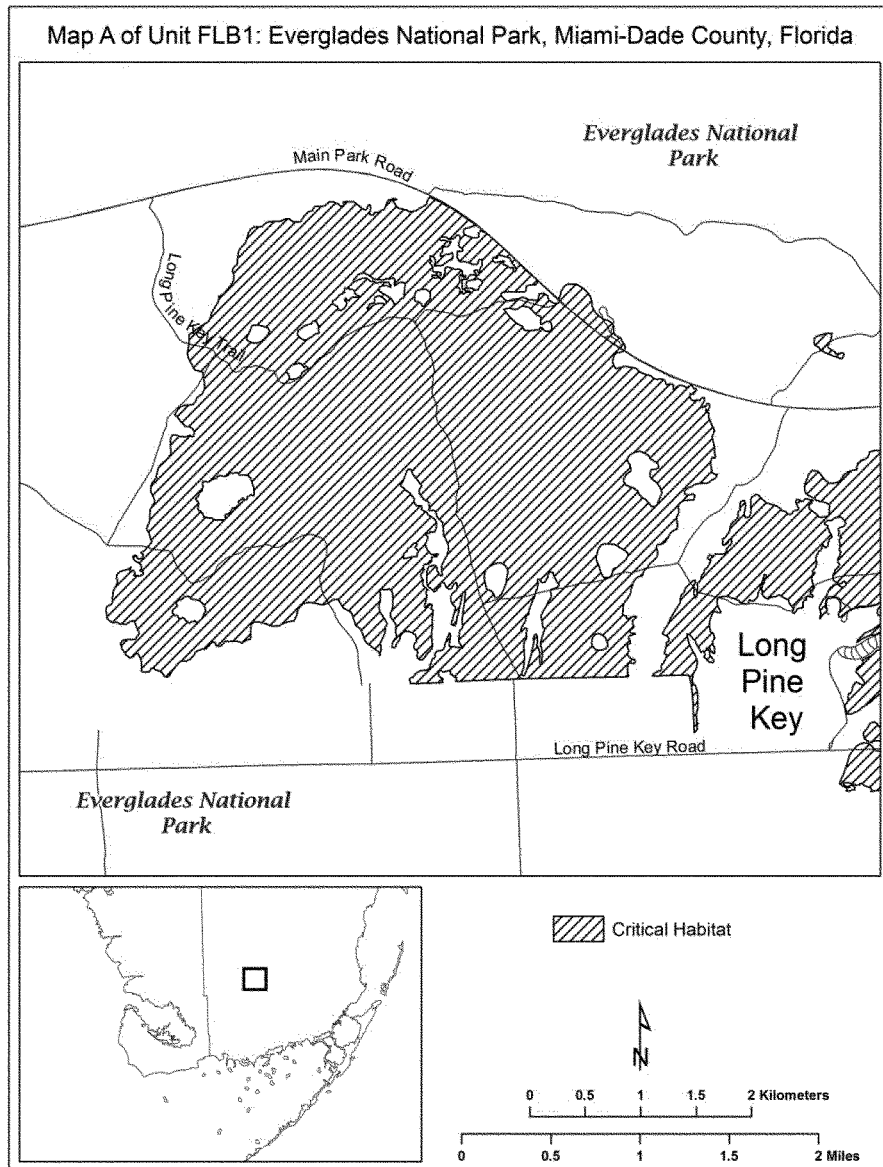 Map A of Unit FLB1: Everglades National Park, Miami-Dade County, Florida
Everglades National
Park
Main Park Road
Long Pine Key Trail
Long
Pine
Key
Long Pine Key Road
Everglades National
Park
Critical Habitat
N
0 0.5 1 1.5 2 Kilometers
0 0.5 1 1.5 2 Miles